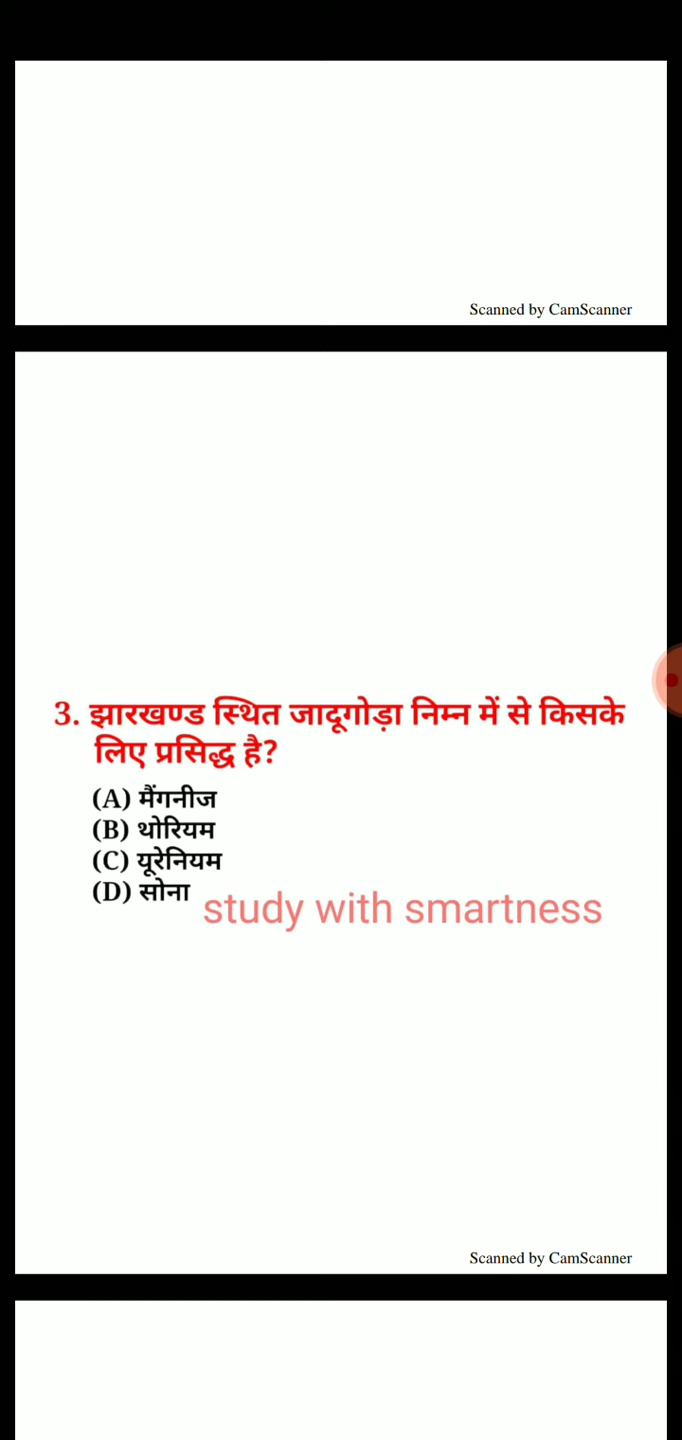 Scanned by CamScanner
3. झारखण्ड स्थित जादूगोड़ा निम्न में से किसके
लिए प्रसिद्ध है?
(A) मैंगनीज
(B) थोरियम
(C) यूरेनियम
(D) सोना
study with smartness
Scanned by CamScanner